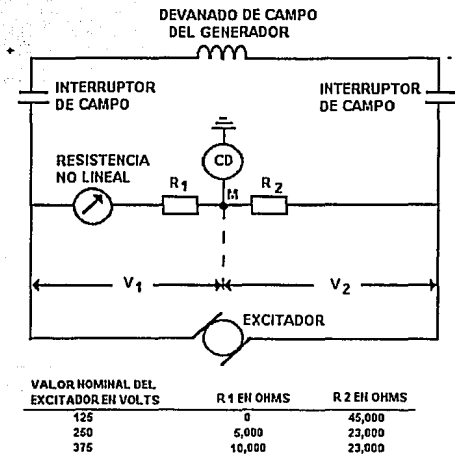 DEVANADO DE CAMPO
DEL GENERADOR
+
-
INTERRUPTOR
DE CAMPO
INTERRUPTOR
DE CAMPO
RESISTENCIA
NO LINEAL
CD
R1
M
R2
V1
V2
EXCITADOR
VALOR NOMINAL DEL
EXCITADOR EN VOLTS R 1 EN OHMS R 2 EN OHMS
125 0 45,000
250 5,000 23,000
375 10,000 23,000